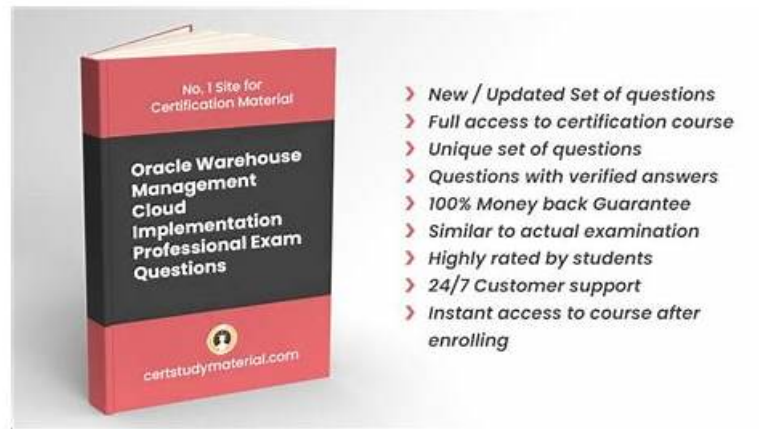 No. 1 Site for
Certification Material
Oracle Warehouse
Management
Cloud
Implementation
Professional Exam
Questions
certstudymaterial.com
New / Updated Set of questions
Full access to certification course
Unique set of questions
Questions with verified answers
100% Money back Guarantee
Similar to actual examination
Highly rated by students
24/7 Customer support
Instant access to course after
enrolling